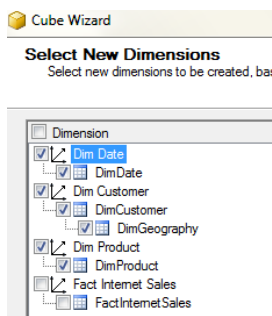 Cube Wizard
Select New Dimensions
Select new dimensions to be created, bas
Dimension
Dim Date
DimDate
Dim Customer
DimCustomer
DimGeography
Dim Product
DimProduct
Fact Internet Sales
FactInternetSales